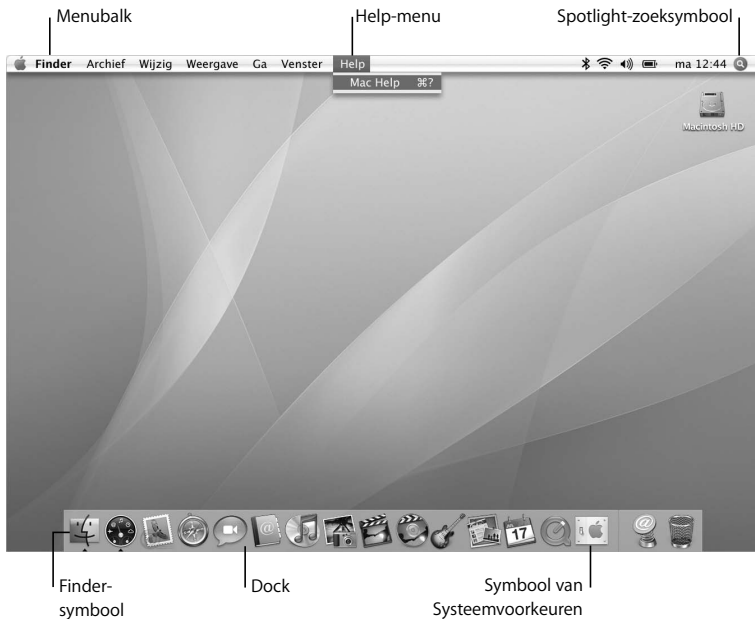 Menubalk Help-menu Spotlight-zoeksymbool
Finder Archief Wijzig Weergave Ga Venster Help ma 12:44
Mac Help ⌘?
Macintosh HD
17
Finder-
symbool
Dock
Symbool van
Systeemvoorkeuren